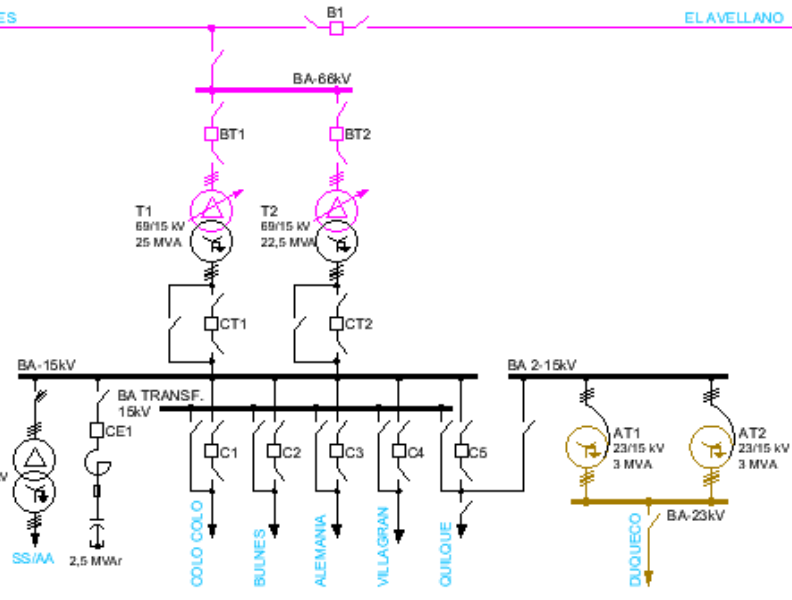 ES
B1
EL AVELLANO
BA-66kV
BT1
BT2
T1
69/15 kV
25 MVA
T2
69/15 kV
22,5 MVA
CT1
CT2
BA-15kV
BA 2-15kV
BA TRANSF.
15kV
CE1
C1
C2
C3
C4
C5
AT1
23/15 kV
3 MVA
AT2
23/15 kV
3 MVA
V
BA-23kV
SS/AA
2,5 MVAr
COLO COLO
BULNES
ALEMANIA
VILLAGRAN
QUILQUE
DUQUECO